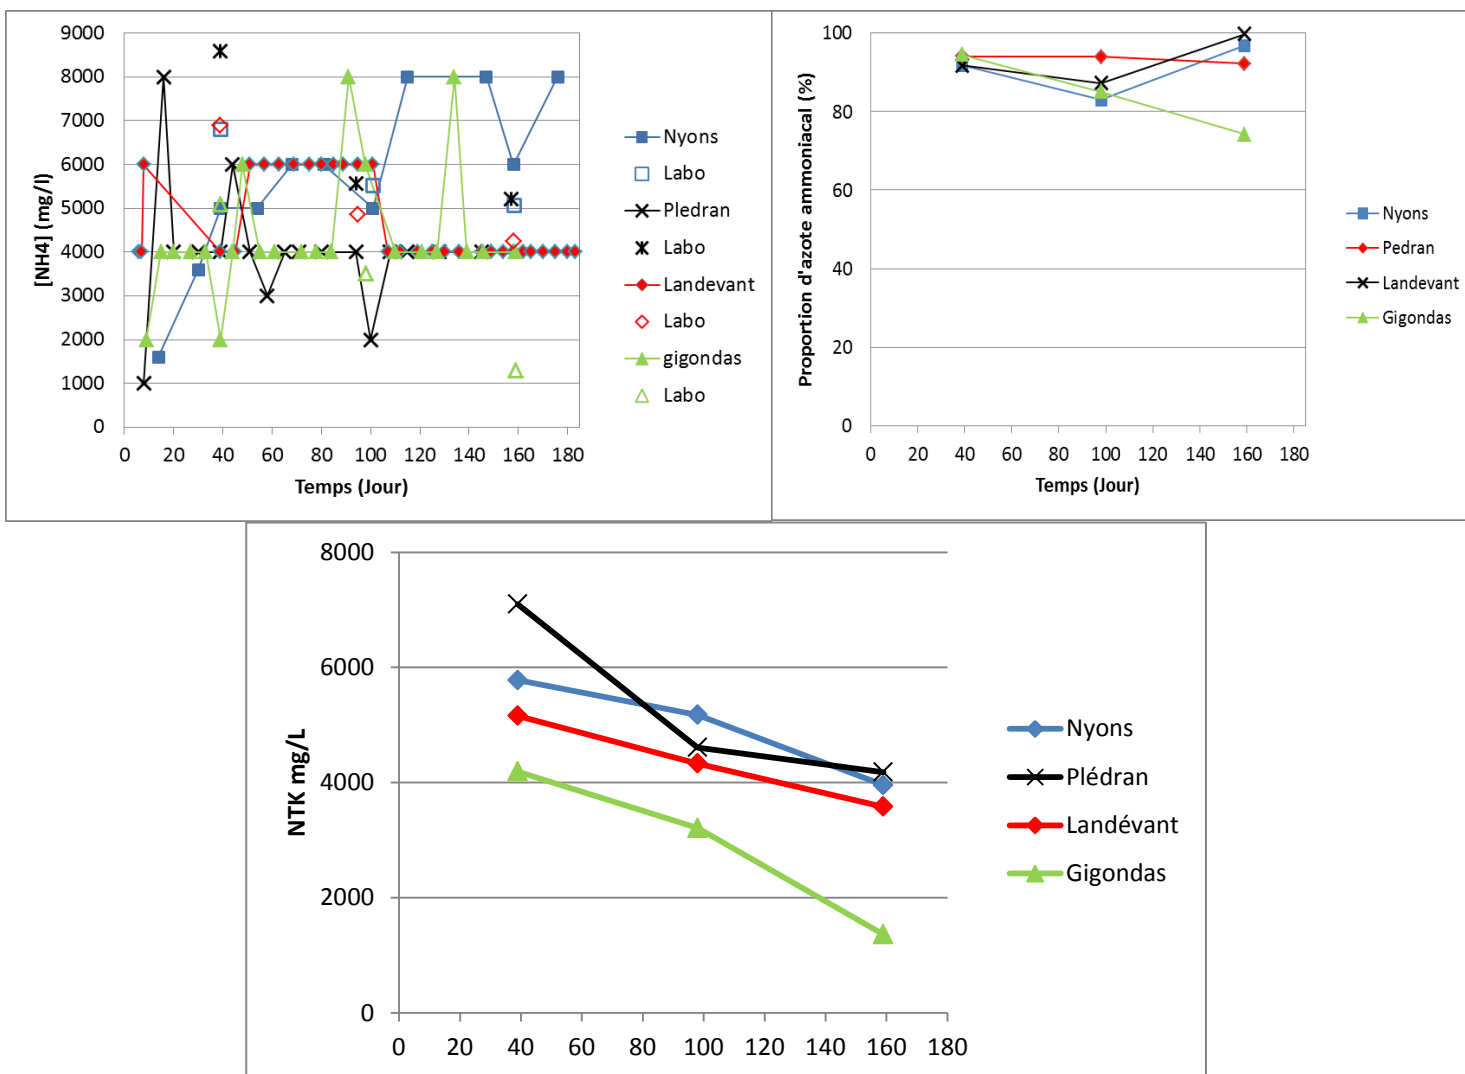 9000
8000
7000
6000
5000
4000
3000
2000
1000
0
[NH4] (mg/l)
0 20 40 60 80 100 120 140 160 180
Temps (Jour)
Nyons
Labo
Pledran
Labo
Landevant
Labo
gigondas
Labo
100
80
60
40
20
0
Proportion d'azote ammoniacal (%)
0 20 40 60 80 100 120 140 160 180
Temps (Jour)
Nyons
Pedran
Landevant
Gigondas
8000
6000
4000
2000
0
NTK mg/L
0 20 40 60 80 100 120 140 160 180
Nyons
Plédran
Landévant
Gigondas